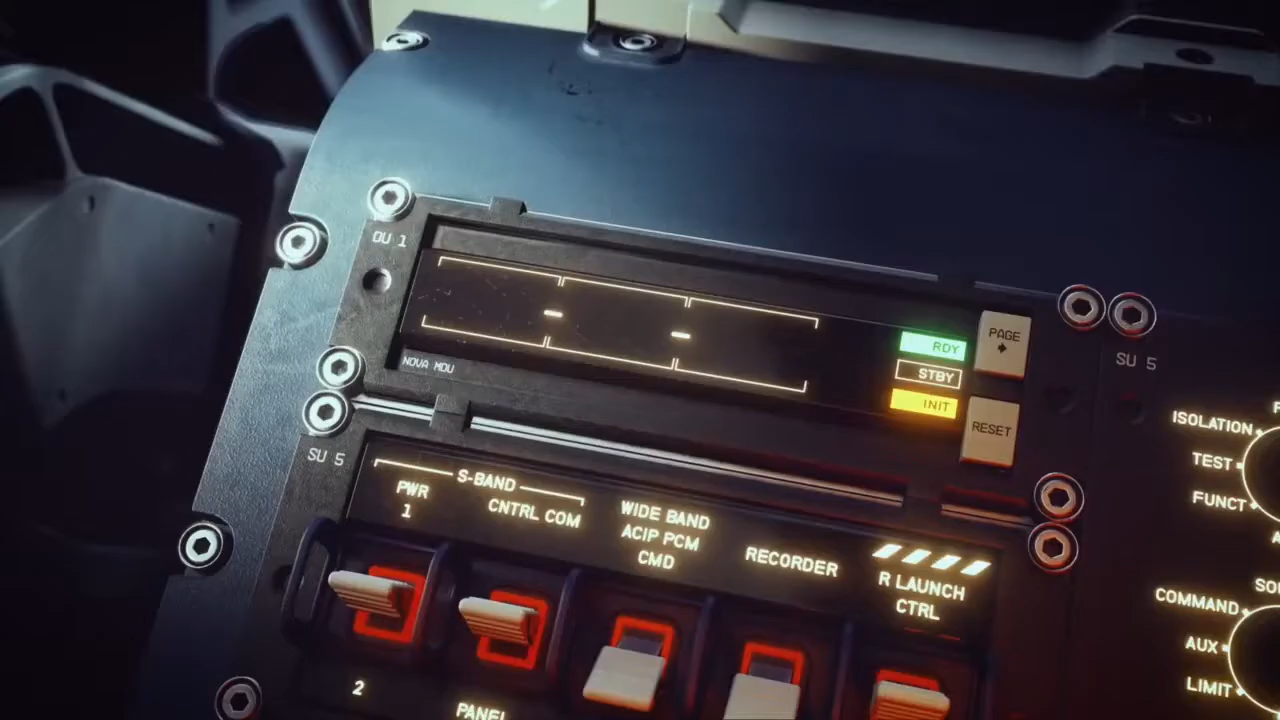 OU 1
PAGE
RDY
STBY
INIT
NOVA MDU
RESET
SU 5
SU 5
S-BAND
PWR
1
CNTRL COM
WIDE BAND
ACIP PCM
CMD
RECORDER
R LAUNCH
CTRL
2
PANEL
ISOLATION
TEST
FUNCT
COMMAND
AUX
LIMIT